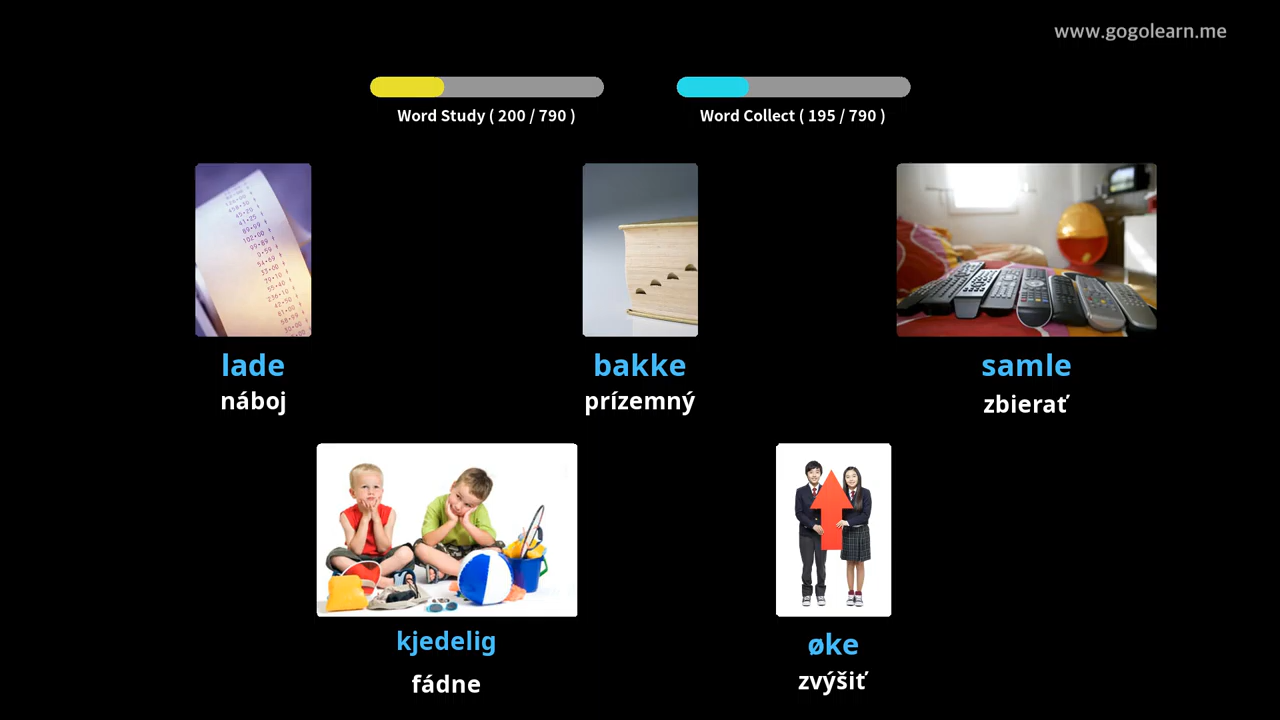 www.gogolearn.me
Word Study ( 200 / 790 )
Word Collect ( 195 / 790 )
lade
náboj
bakke
prízemný
samle
zbierať
kjedelig
fádne
øke
zvýšiť